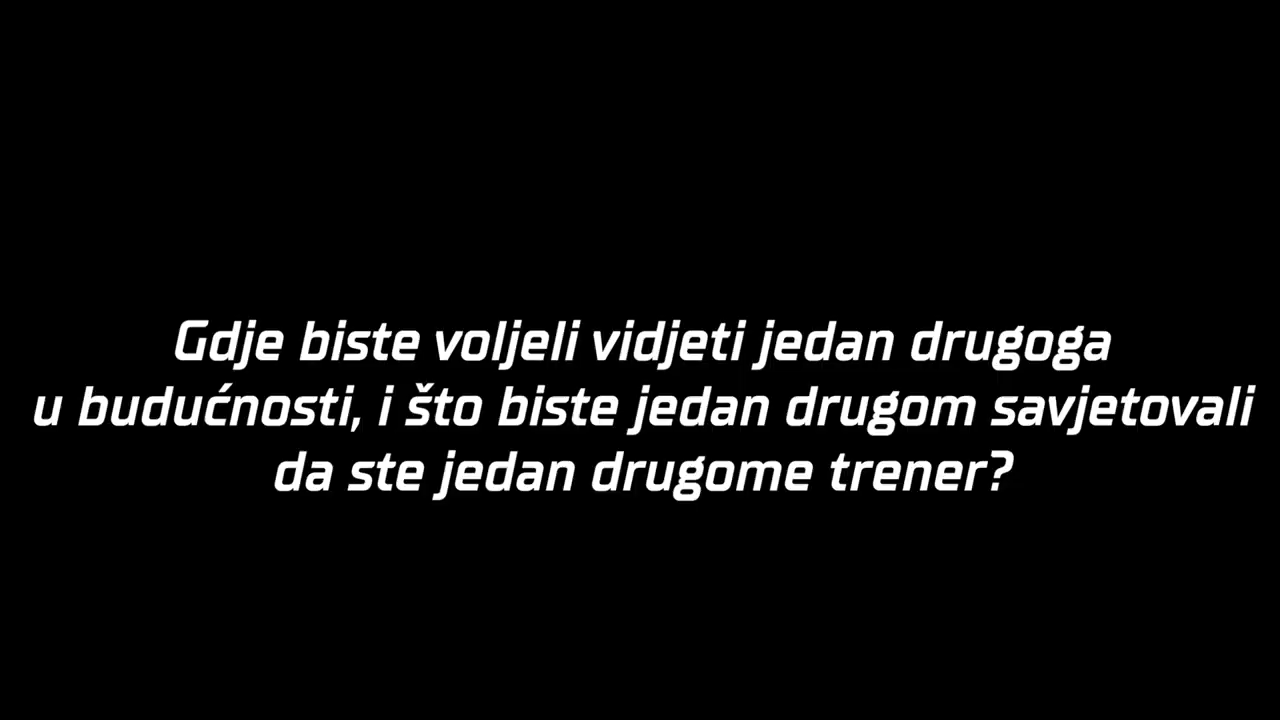 Gdje biste voljeli vidjeti jedan drugoga
u budućnosti, i što biste jedan drugom savjetovali
da ste jedan drugome trener?